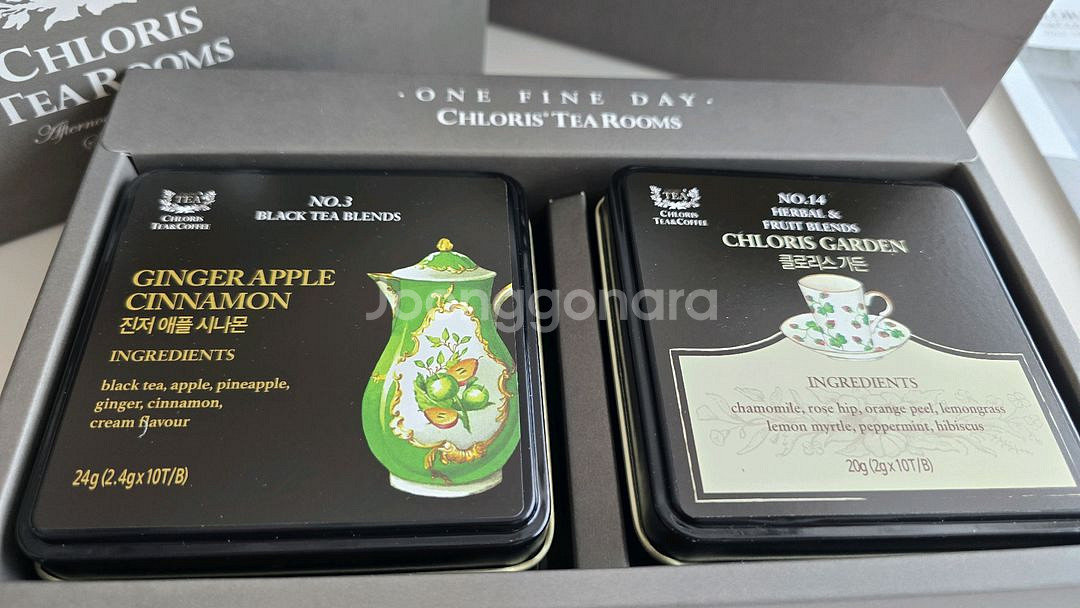 CHLORIS
TEA ROOMS
· ONE FINE DAY ·
CHLORIS® TEA ROOMS
TEA
CHLORIS
TEA&COFFEE
NO.3
BLACK TEA BLENDS
GINGER APPLE
CINNAMON
진저 애플 시나몬
INGREDIENTS
black tea, apple, pineapple,
ginger, cinnamon,
cream flavour
24g (2.4g x 10T/B)
TEA
CHLORIS
TEA&COFFEE
NO.14
HERBAL &
FRUIT BLENDS
CHLORIS GARDEN
클로리스 가든
INGREDIENTS
chamomile, rose hip, orange peel, lemongrass
lemon myrtle, peppermint, hibiscus
20g (2g x 10T/B)
Joonggonara